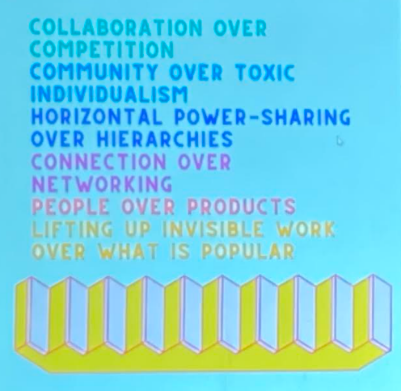 COLLABORATION OVER
COMPETITION
COMMUNITY OVER TOXIC
INDIVIDUALISM
HORIZONTAL POWER-SHARING
OVER HIERARCHIES
CONNECTION OVER
NETWORKING
PEOPLE OVER PRODUCTS
LIFTING UP INVISIBLE WORK
OVER WHAT IS POPULAR